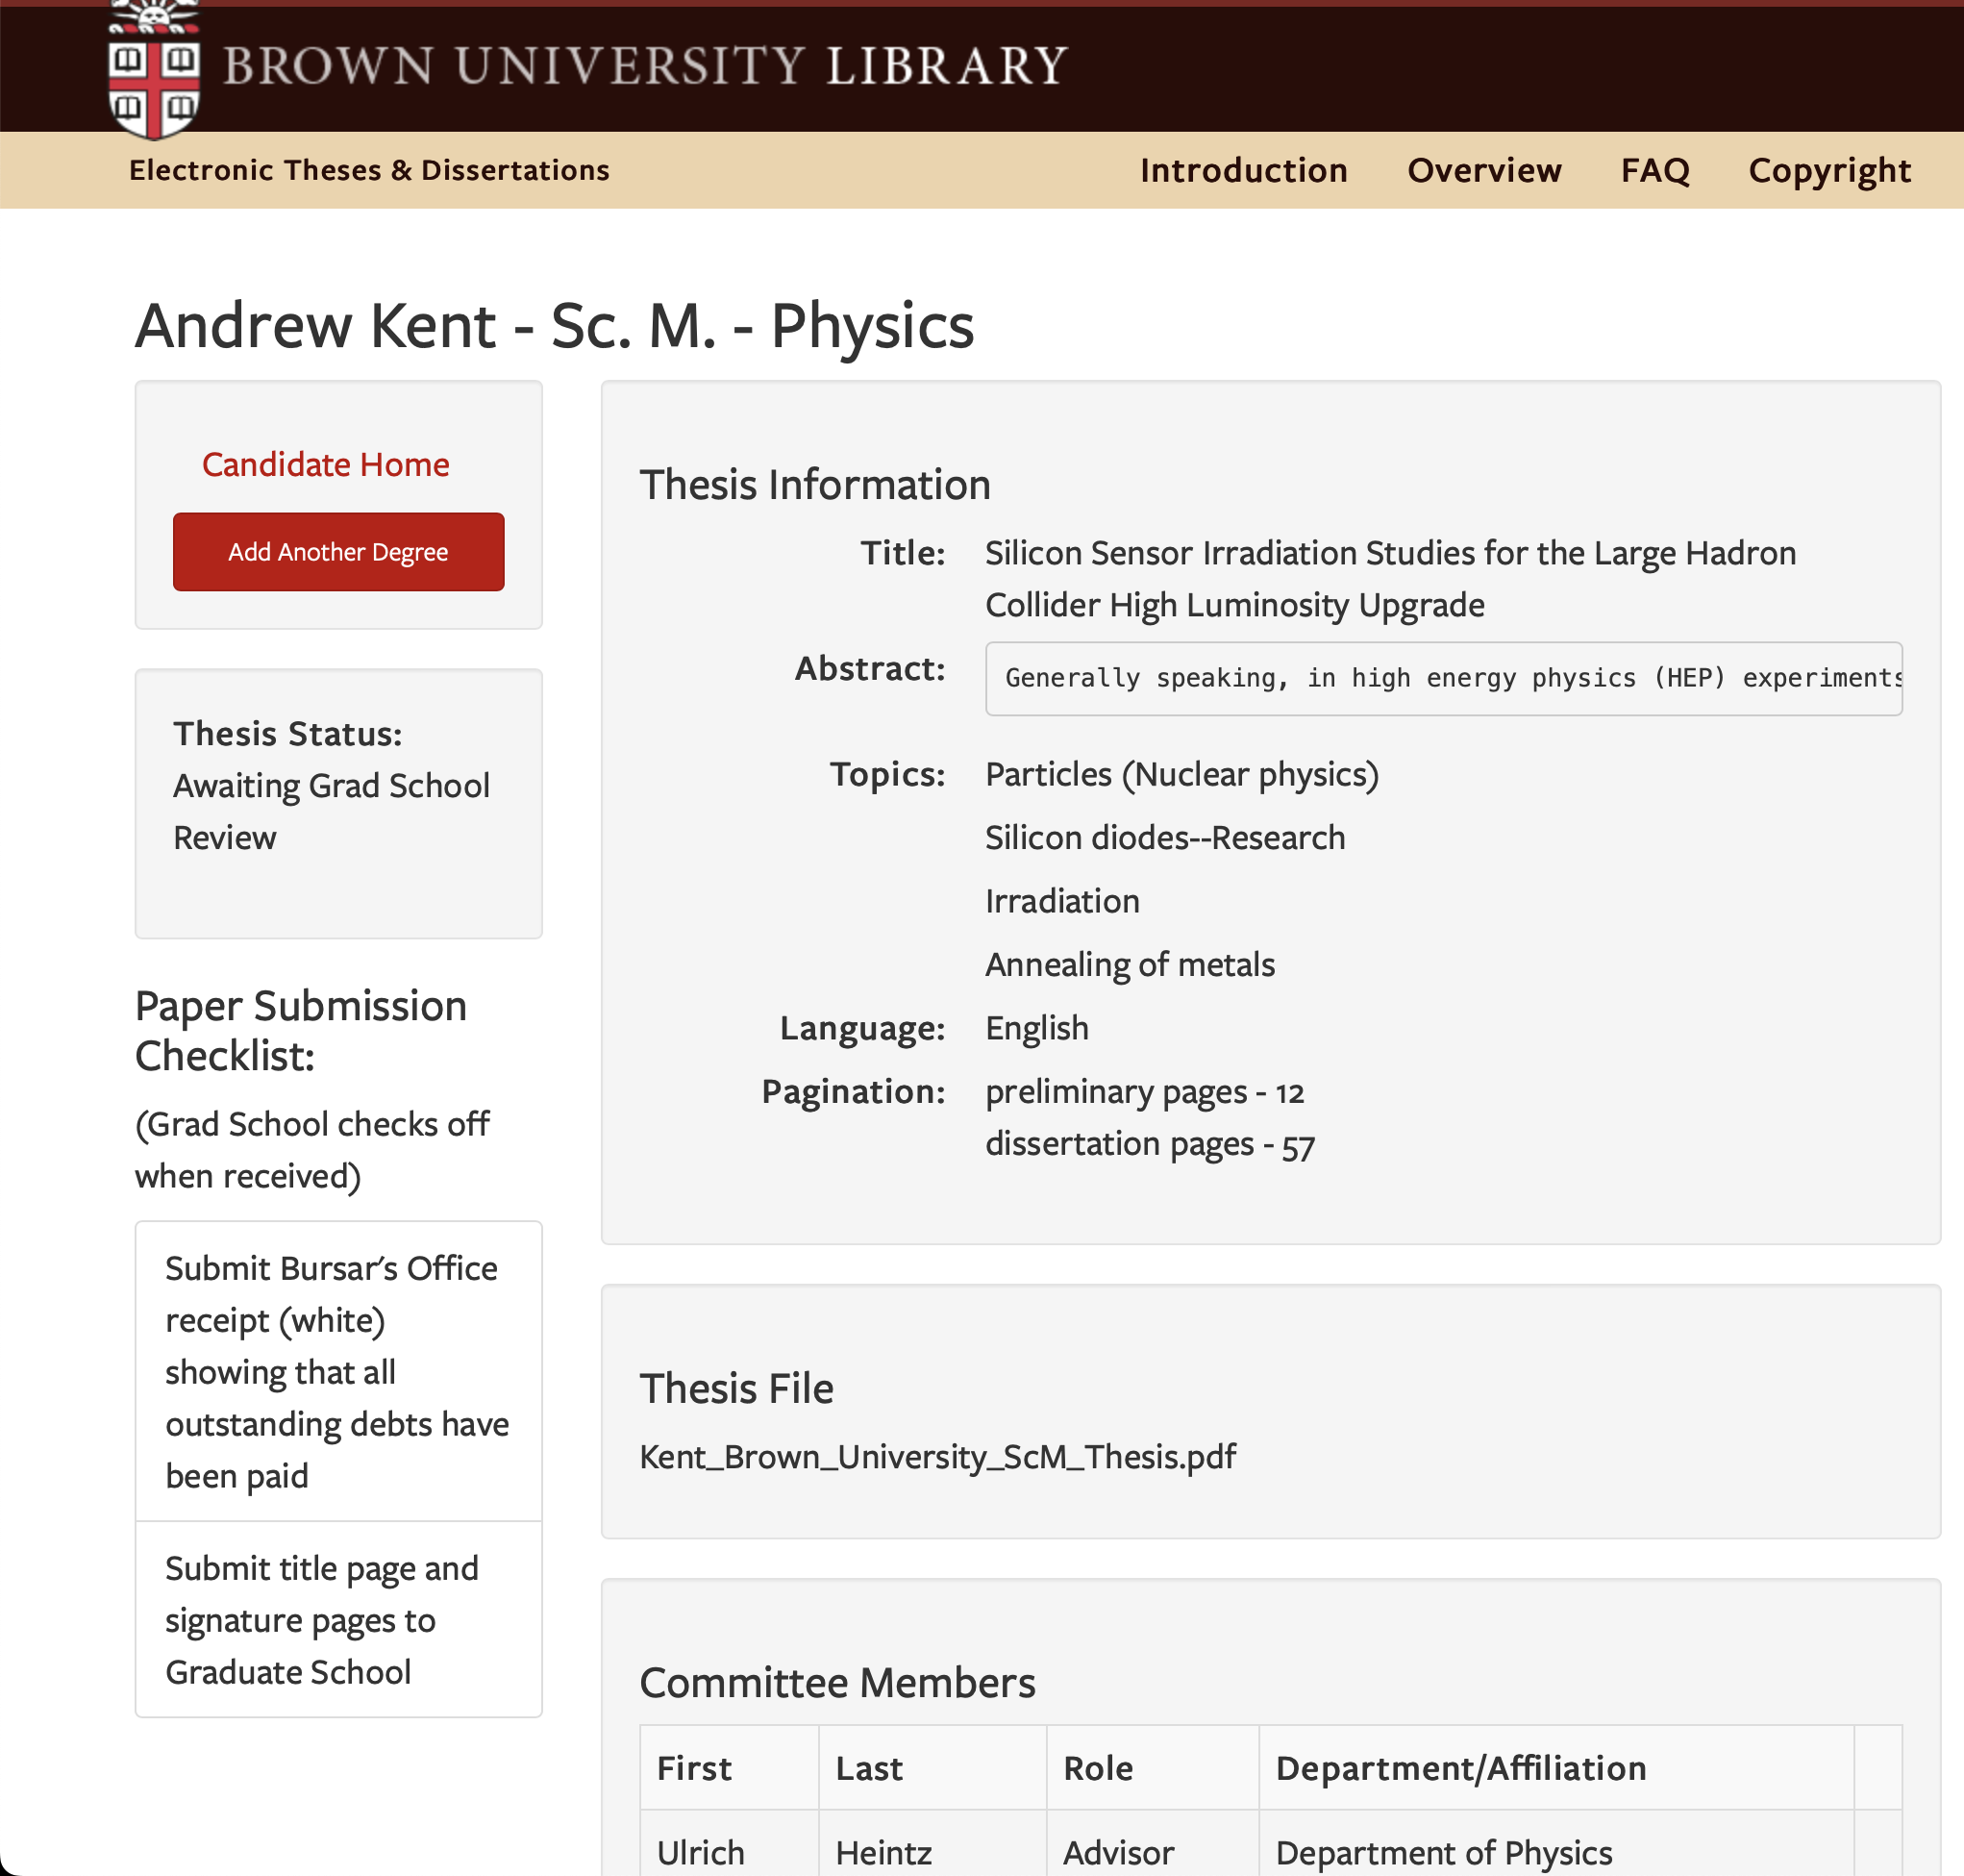 BROWN UNIVERSITY LIBRARY
Electronic Theses & Dissertations
Introduction Overview FAQ Copyright
Andrew Kent - Sc. M. - Physics
Candidate Home
Add Another Degree
Thesis Status:
Awaiting Grad School
Review
Paper Submission
Checklist:
(Grad School checks off
when received)
Submit Bursar's Office
receipt (white)
showing that all
outstanding debts have
been paid
Submit title page and
signature pages to
Graduate School
Thesis Information
Title: Silicon Sensor Irradiation Studies for the Large Hadron
Collider High Luminosity Upgrade
Abstract: Generally speaking, in high energy physics (HEP) experiments
Topics: Particles (Nuclear physics)
Silicon diodes--Research
Irradiation
Annealing of metals
Language: English
Pagination: preliminary pages - 12
dissertation pages - 57
Thesis File
Kent_Brown_University_ScM_Thesis.pdf
Committee Members
First Last Role Department/Affiliation
Ulrich Heintz Advisor Department of Physics